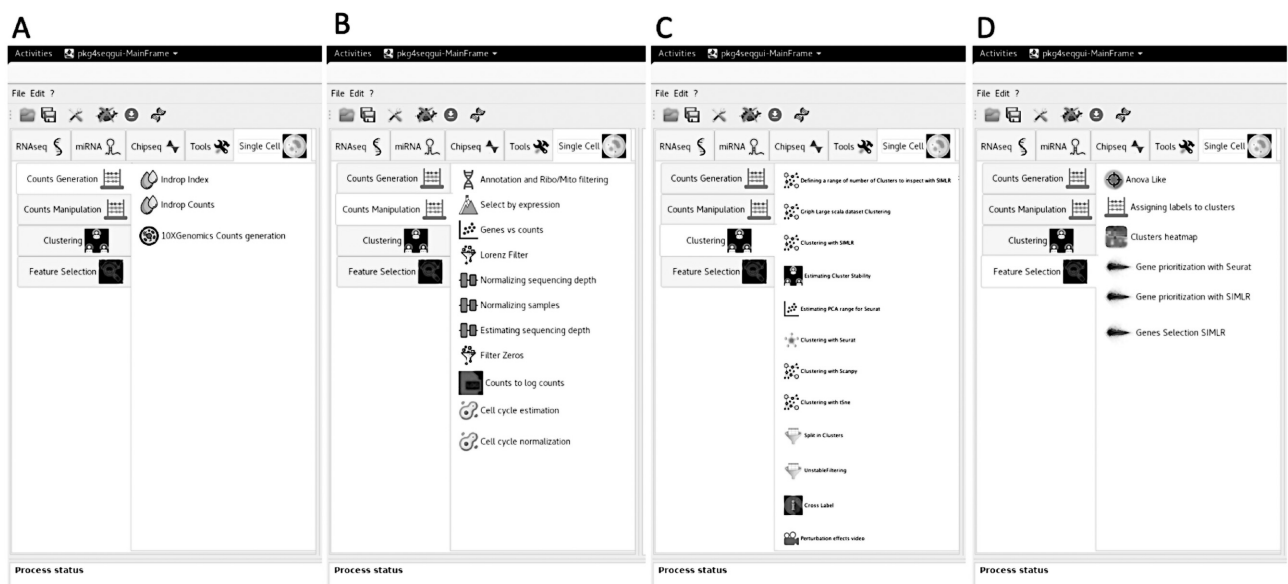 A
Activities pkg4seqgui-MainFrame
File Edit ?
RNAseq miRNA Chipseq Tools Single Cell
Counts Generation
Counts Manipulation
Clustering
Feature Selection
Indrop Index
Indrop Counts
10XGenomics Counts generation
Process status
B
Activities pkg4seqgui-MainFrame
File Edit ?
RNAseq miRNA Chipseq Tools Single Cell
Counts Generation
Counts Manipulation
Clustering
Feature Selection
Annotation and Ribo/Mito filtering
Select by expression
Genes vs counts
Lorenz Filter
Normalizing sequencing depth
Normalizing samples
Estimating sequencing depth
Filter Zeros
Counts to log counts
Cell cycle estimation
Cell cycle normalization
Process status
C
Activities pkg4seqgui-MainFrame
File Edit ?
RNAseq miRNA Chipseq Tools Single Cell
Counts Generation
Counts Manipulation
Clustering
Feature Selection
Defining a range of number of Clusters to inspect with SIMLR
Griph Large scala dataset Clustering
Clustering with SIMLR
Estimating Cluster Stability
Estimating PCA range for Seurat
Clustering with Seurat
Clustering with Scanpy
Clustering with tSne
Split in Clusters
UnstableFiltering
Cross Label
Perturbation effects video
Process status
D
Activities pkg4seqgui-MainFrame
File Edit ?
RNAseq miRNA Chipseq Tools Single Cell
Counts Generation
Counts Manipulation
Clustering
Feature Selection
Anova Like
Assigning labels to clusters
Clusters heatmap
Gene prioritization with Seurat
Gene prioritization with SIMLR
Genes Selection SIMLR
Process status